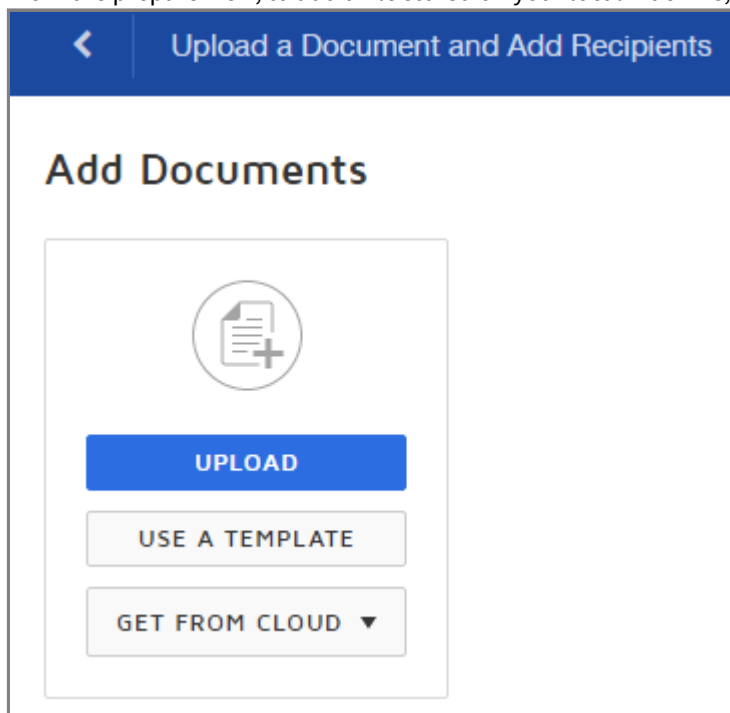 Upload a Document and Add Recipients
Add Documents
UPLOAD
USE A TEMPLATE
GET FROM CLOUD